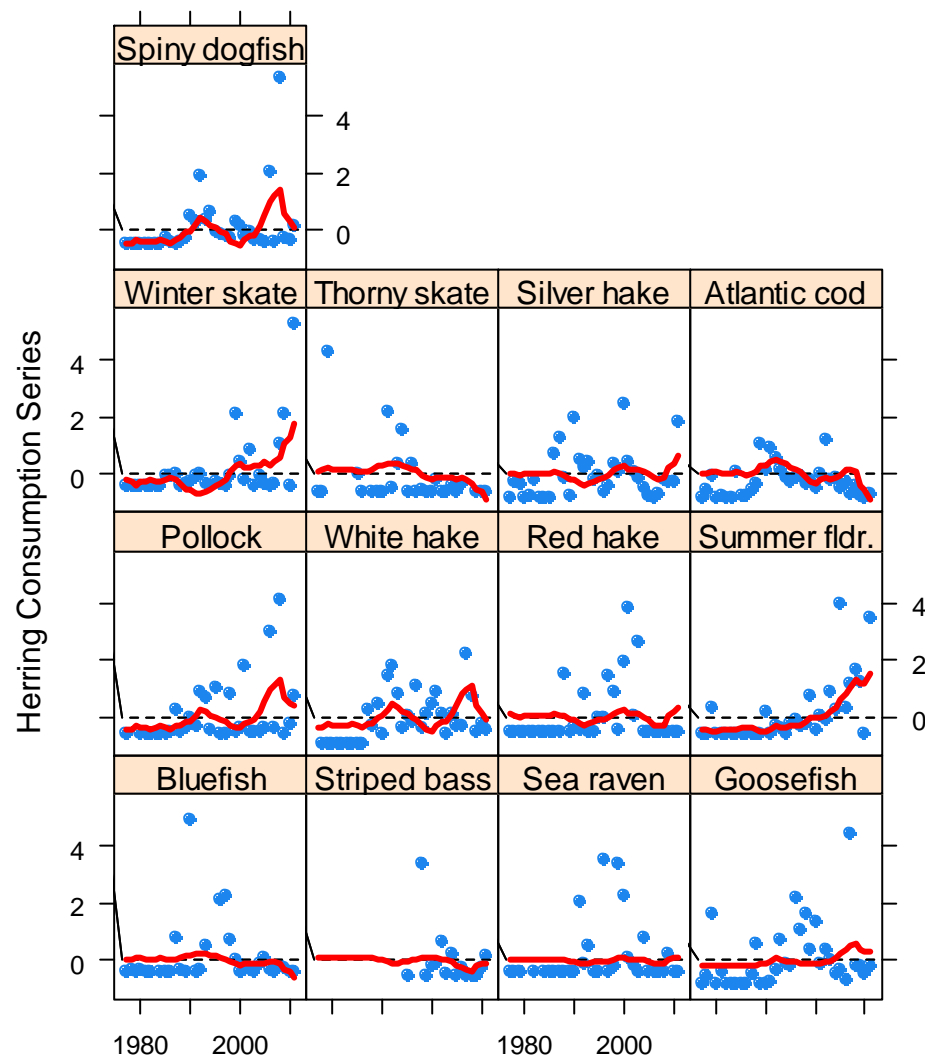 Spiny dogfish
4
2
0
Winter skate Thorny skate Silver hake Atlantic cod
4
2
0
Pollock White hake Red hake Summer fldr.
4
2
0
Bluefish Striped bass Sea raven Goosefish
4
2
0
1980 2000 1980 2000
Herring Consumption Series